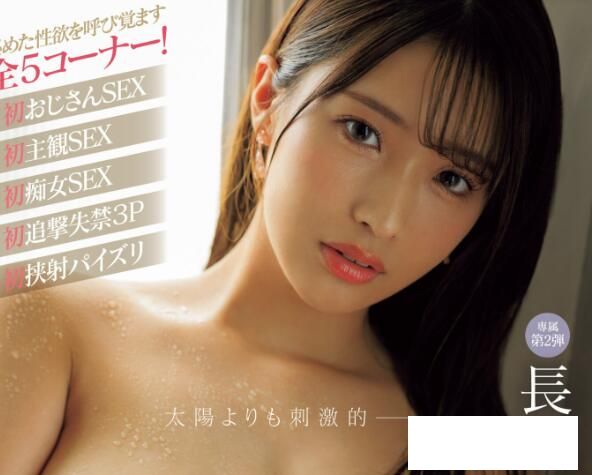 めた性欲を呼び覚ます
全5コーナー!
初おじさんSEX
初主観SEX
初痴女SEX
初追撃失禁3P
初挟射パイズリ
専属
第2弾
長
太陽よりも刺激的──